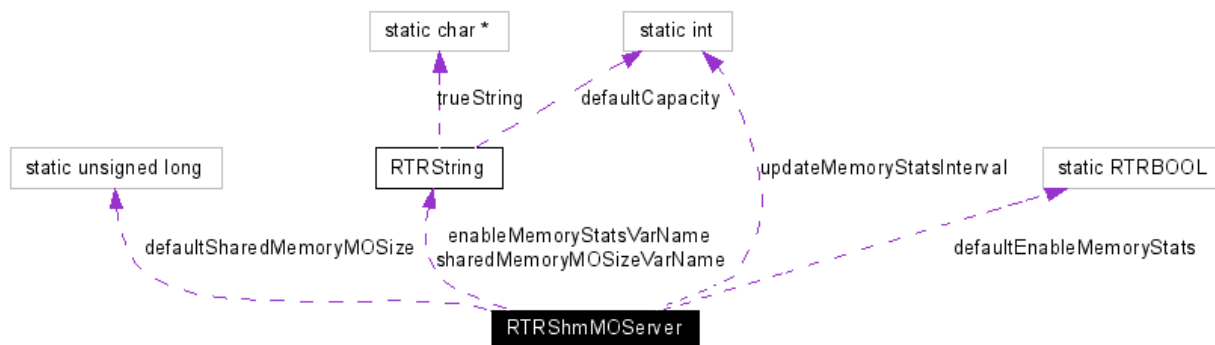 static char *
static int
trueString
defaultCapacity
static unsigned long
RTRString
updateMemoryStatsInterval
static RTRBOOL
defaultSharedMemoryMOSize
enableMemoryStatsVarName
sharedMemoryMOSizeVarName
defaultEnableMemoryStats
RTRShmMOServer